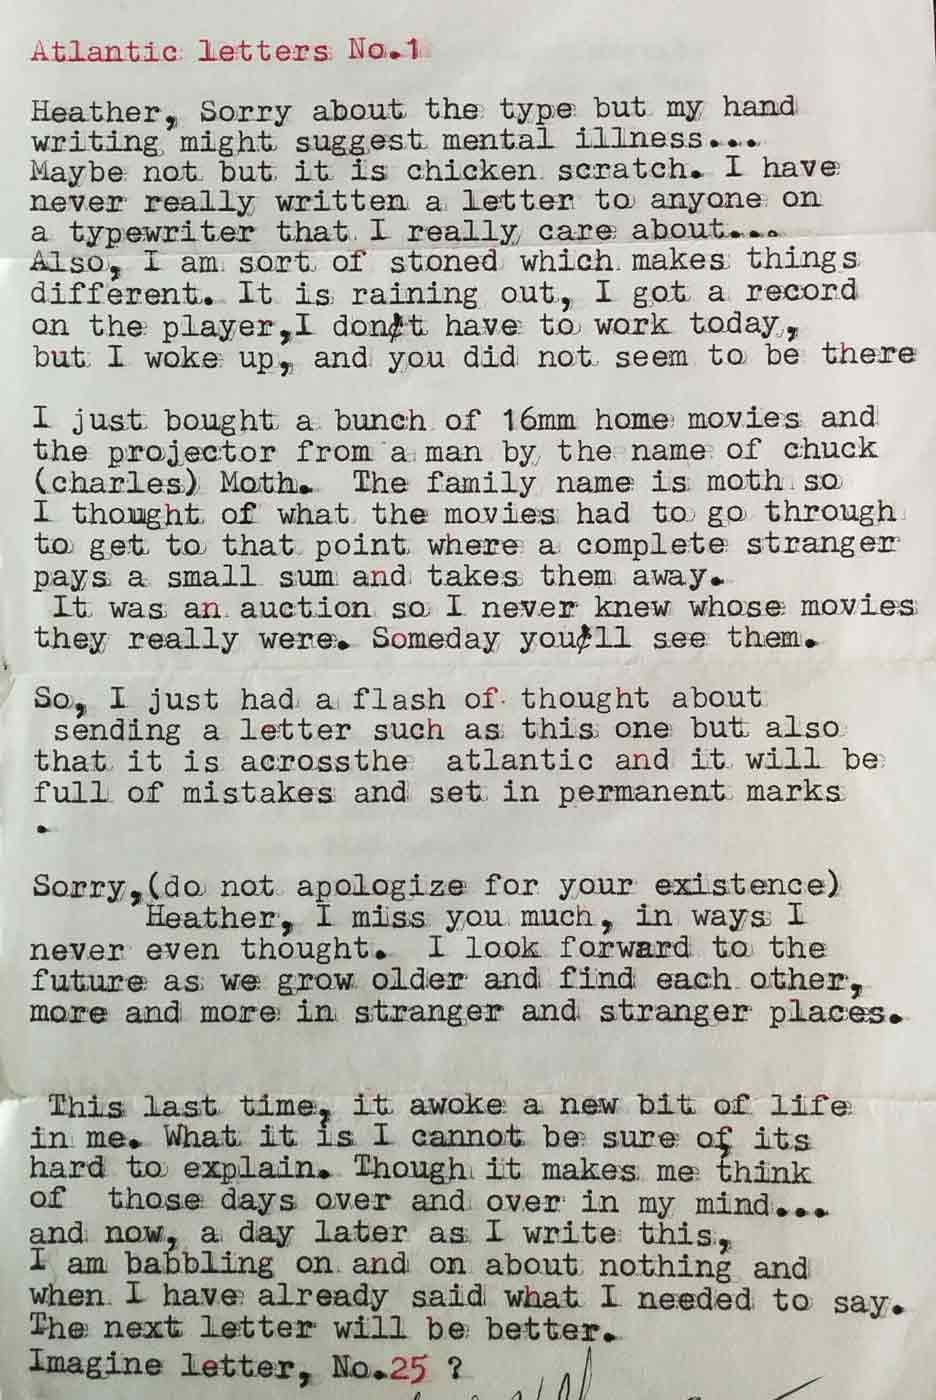 Atlantic letters No.1
Heather, Sorry about the type but my hand
writing might suggest mental illness...
Maybe not but it is chicken scratch. I have
never really written a letter to anyone on
a typewriter that I really care about...
Also, I am sort of stoned which makes things
different. It is raining out, I got a record
on the player,I don't have to work today,
but I woke up, and you did not seem to be there
I just bought a bunch of 16mm home movies and
the projector from a man by the name of chuck
(charles) Moth. The family name is moth so
I thought of what the movies had to go through
to get to that point where a complete stranger
pays a small sum and takes them away.
It was an auction so I never knew whose movies
they really were. Someday you'll see them.
So, I just had a flash of thought about
sending a letter such as this one but also
that it is acrossthe atlantic and it will be
full of mistakes and set in permanent marks
.
Sorry,(do not apologize for your existence)
Heather, I miss you much, in ways I
never even thought. I look forward to the
future as we grow older and find each other,
more and more in stranger and stranger places.
This last time, it awoke a new bit of life
in me. What it is I cannot be sure of, its
hard to explain. Though it makes me think
of those days over and over in my mind...
and now, a day later as I write this,
I am babbling on and on about nothing and
when I have already said what I needed to say.
The next letter will be better.
Imagine letter, No.25 ?